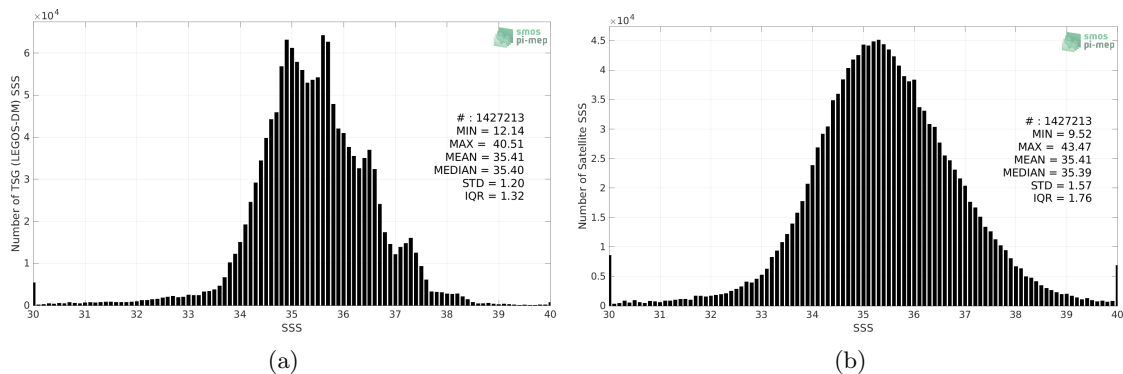 ×10⁴
smos
pi-mep
Number of TSG (LEGOS-DM) SSS
6
5
4
3
2
1
0
# : 1427213
MIN = 12.14
MAX = 40.51
MEAN = 35.41
MEDIAN = 35.40
STD = 1.20
IQR = 1.32
30 31 32 33 34 35 36 37 38 39 40
SSS
(a)
×10⁴
smos
pi-mep
Number of Satellite SSS
4.5
4
3.5
3
2.5
2
1.5
1
0.5
0
# : 1427213
MIN = 9.52
MAX = 43.47
MEAN = 35.41
MEDIAN = 35.39
STD = 1.57
IQR = 1.76
30 31 32 33 34 35 36 37 38 39 40
SSS
(b)